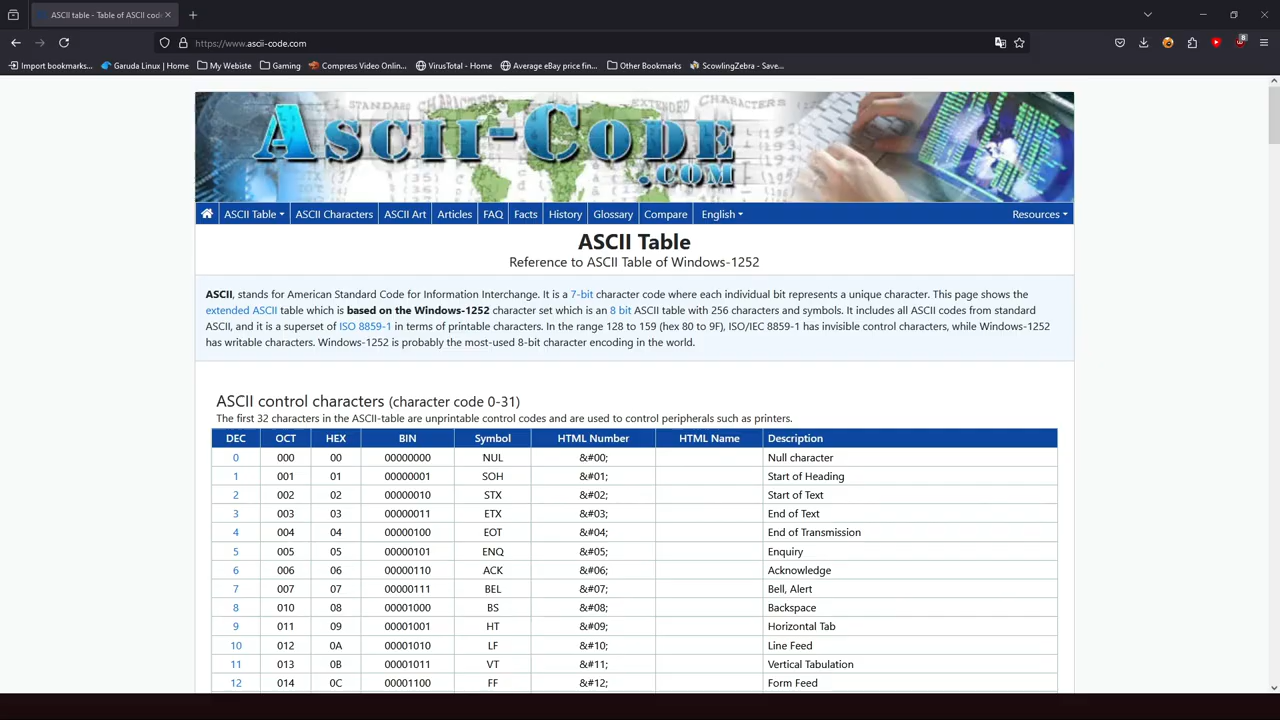 ASCII table - Table of ASCII cod
https://www.ascii-code.com
8
Import bookmarks...
Garuda Linux | Home
My Webiste
Gaming
Compress Video Onlin...
VirusTotal - Home
Average eBay price fin...
Other Bookmarks
ScowlingZebra - Save...
ASCII-CODE
.COM
ASCII Table
ASCII Characters
ASCII Art
Articles
FAQ
Facts
History
Glossary
Compare
English
Resources
ASCII Table
Reference to ASCII Table of Windows-1252
ASCII, stands for American Standard Code for Information Interchange. It is a 7-bit character code where each individual bit represents a unique character. This page shows the
extended ASCII table which is based on the Windows-1252 character set which is an 8 bit ASCII table with 256 characters and symbols. It includes all ASCII codes from standard
ASCII, and it is a superset of ISO 8859-1 in terms of printable characters. In the range 128 to 159 (hex 80 to 9F), ISO/IEC 8859-1 has invisible control characters, while Windows-1252
has writable characters. Windows-1252 is probably the most-used 8-bit character encoding in the world.
ASCII control characters (character code 0-31)
The first 32 characters in the ASCII-table are unprintable control codes and are used to control peripherals such as printers.
DEC OCT HEX BIN Symbol HTML Number HTML Name Description
0 000 00 00000000 NUL &#00; Null character
1 001 01 00000001 SOH &#01; Start of Heading
2 002 02 00000010 STX &#02; Start of Text
3 003 03 00000011 ETX &#03; End of Text
4 004 04 00000100 EOT &#04; End of Transmission
5 005 05 00000101 ENQ &#05; Enquiry
6 006 06 00000110 ACK &#06; Acknowledge
7 007 07 00000111 BEL &#07; Bell, Alert
8 010 08 00001000 BS &#08; Backspace
9 011 09 00001001 HT &#09; Horizontal Tab
10 012 0A 00001010 LF &#10; Line Feed
11 013 0B 00001011 VT &#11; Vertical Tabulation
12 014 0C 00001100 FF &#12; Form Feed